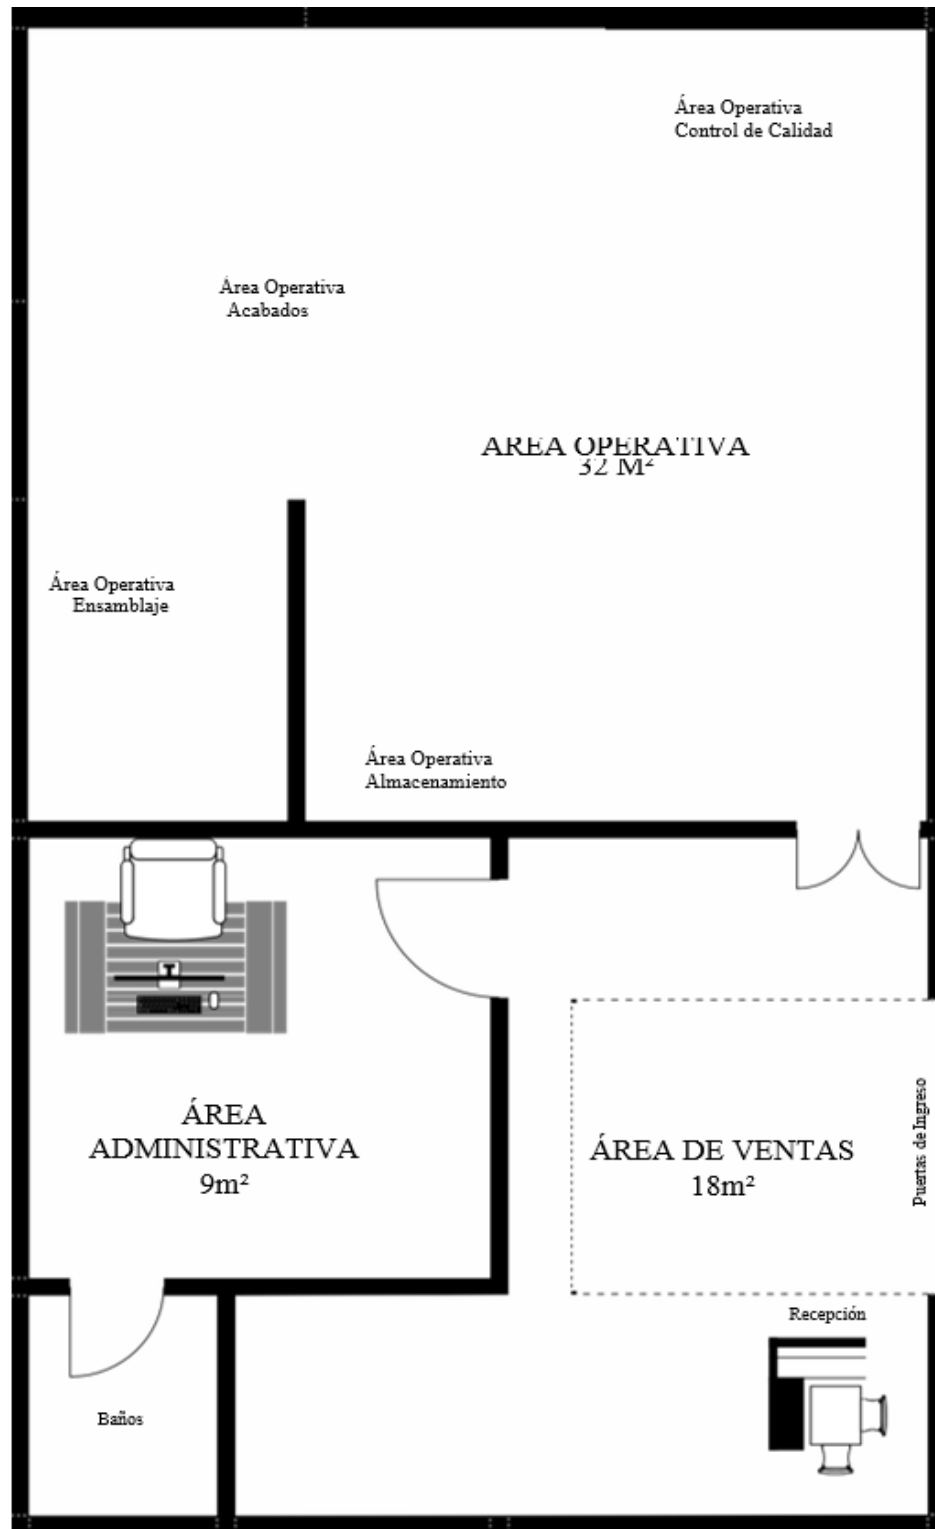 Área Operativa
Control de Calidad
Área Operativa
Acabados
AREA OPERATIVA
32 M²
Área Operativa
Ensamblaje
Área Operativa
Almacenamiento
ÁREA
ADMINISTRATIVA
9m²
ÁREA DE VENTAS
18m²
Puertas de Ingreso
Recepción
Baños